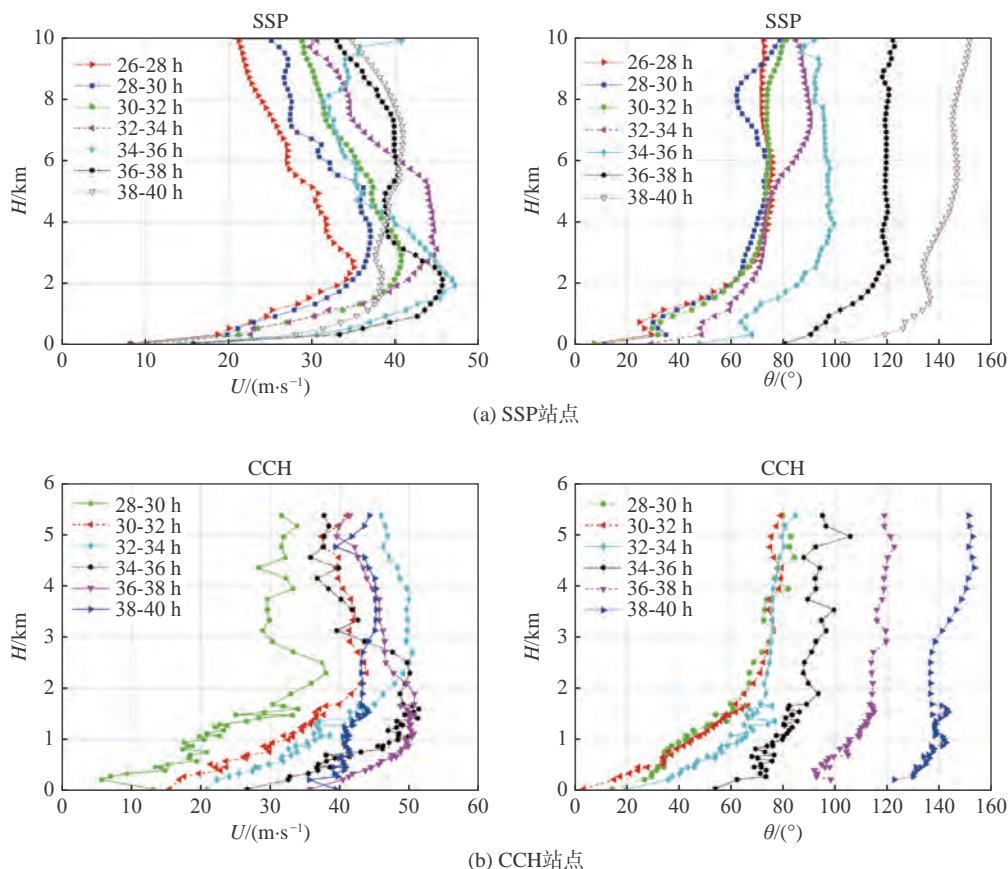 SSP
10
8
6
4
2
0
H/km
26-28 h
28-30 h
30-32 h
32-34 h
34-36 h
36-38 h
38-40 h
0 10 20 30 40 50
U/(m·s⁻¹)
SSP
10
8
6
4
2
0
H/km
26-28 h
28-30 h
30-32 h
32-34 h
34-36 h
36-38 h
38-40 h
0 20 40 60 80 100 120 140 160
θ/(°)
(a) SSP站点
CCH
6
5
4
3
2
1
0
H/km
28-30 h
30-32 h
32-34 h
34-36 h
36-38 h
38-40 h
0 10 20 30 40 50 60
U/(m·s⁻¹)
CCH
6
5
4
3
2
1
0
H/km
28-30 h
30-32 h
32-34 h
34-36 h
36-38 h
38-40 h
0 20 40 60 80 100 120 140 160
θ/(°)
(b) CCH站点